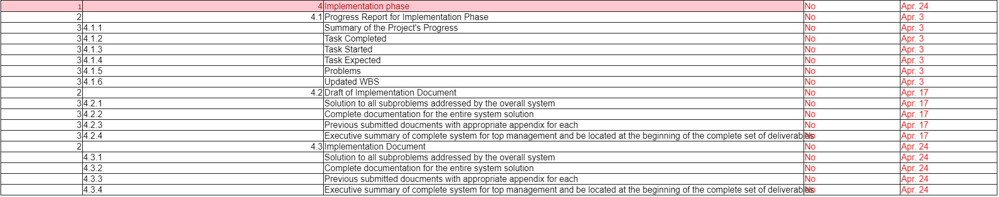 1 4 Implementation phase No Apr. 24
2 4.1 Progress Report for Implementation Phase No Apr. 3
3 4.1.1 Summary of the Project's Progress No Apr. 3
3 4.1.2 Task Completed No Apr. 3
3 4.1.3 Task Started No Apr. 3
3 4.1.4 Task Expected No Apr. 3
3 4.1.5 Problems No Apr. 3
3 4.1.6 Updated WBS No Apr. 3
2 4.2 Draft of Implementation Document No Apr. 17
3 4.2.1 Solution to all subproblems addressed by the overall system No Apr. 17
3 4.2.2 Complete documentation for the entire system solution No Apr. 17
3 4.2.3 Previous submitted doucments with appropriate appendix for each No Apr. 17
3 4.2.4 Executive summary of complete system for top management and be located at the beginning of the complete set of deliverables No Apr. 17
2 4.3 Implementation Document No Apr. 24
4.3.1 Solution to all subproblems addressed by the overall system No Apr. 24
4.3.2 Complete documentation for the entire system solution No Apr. 24
4.3.3 Previous submitted doucments with appropriate appendix for each No Apr. 24
4.3.4 Executive summary of complete system for top management and be located at the beginning of the complete set of deliverables No Apr. 24